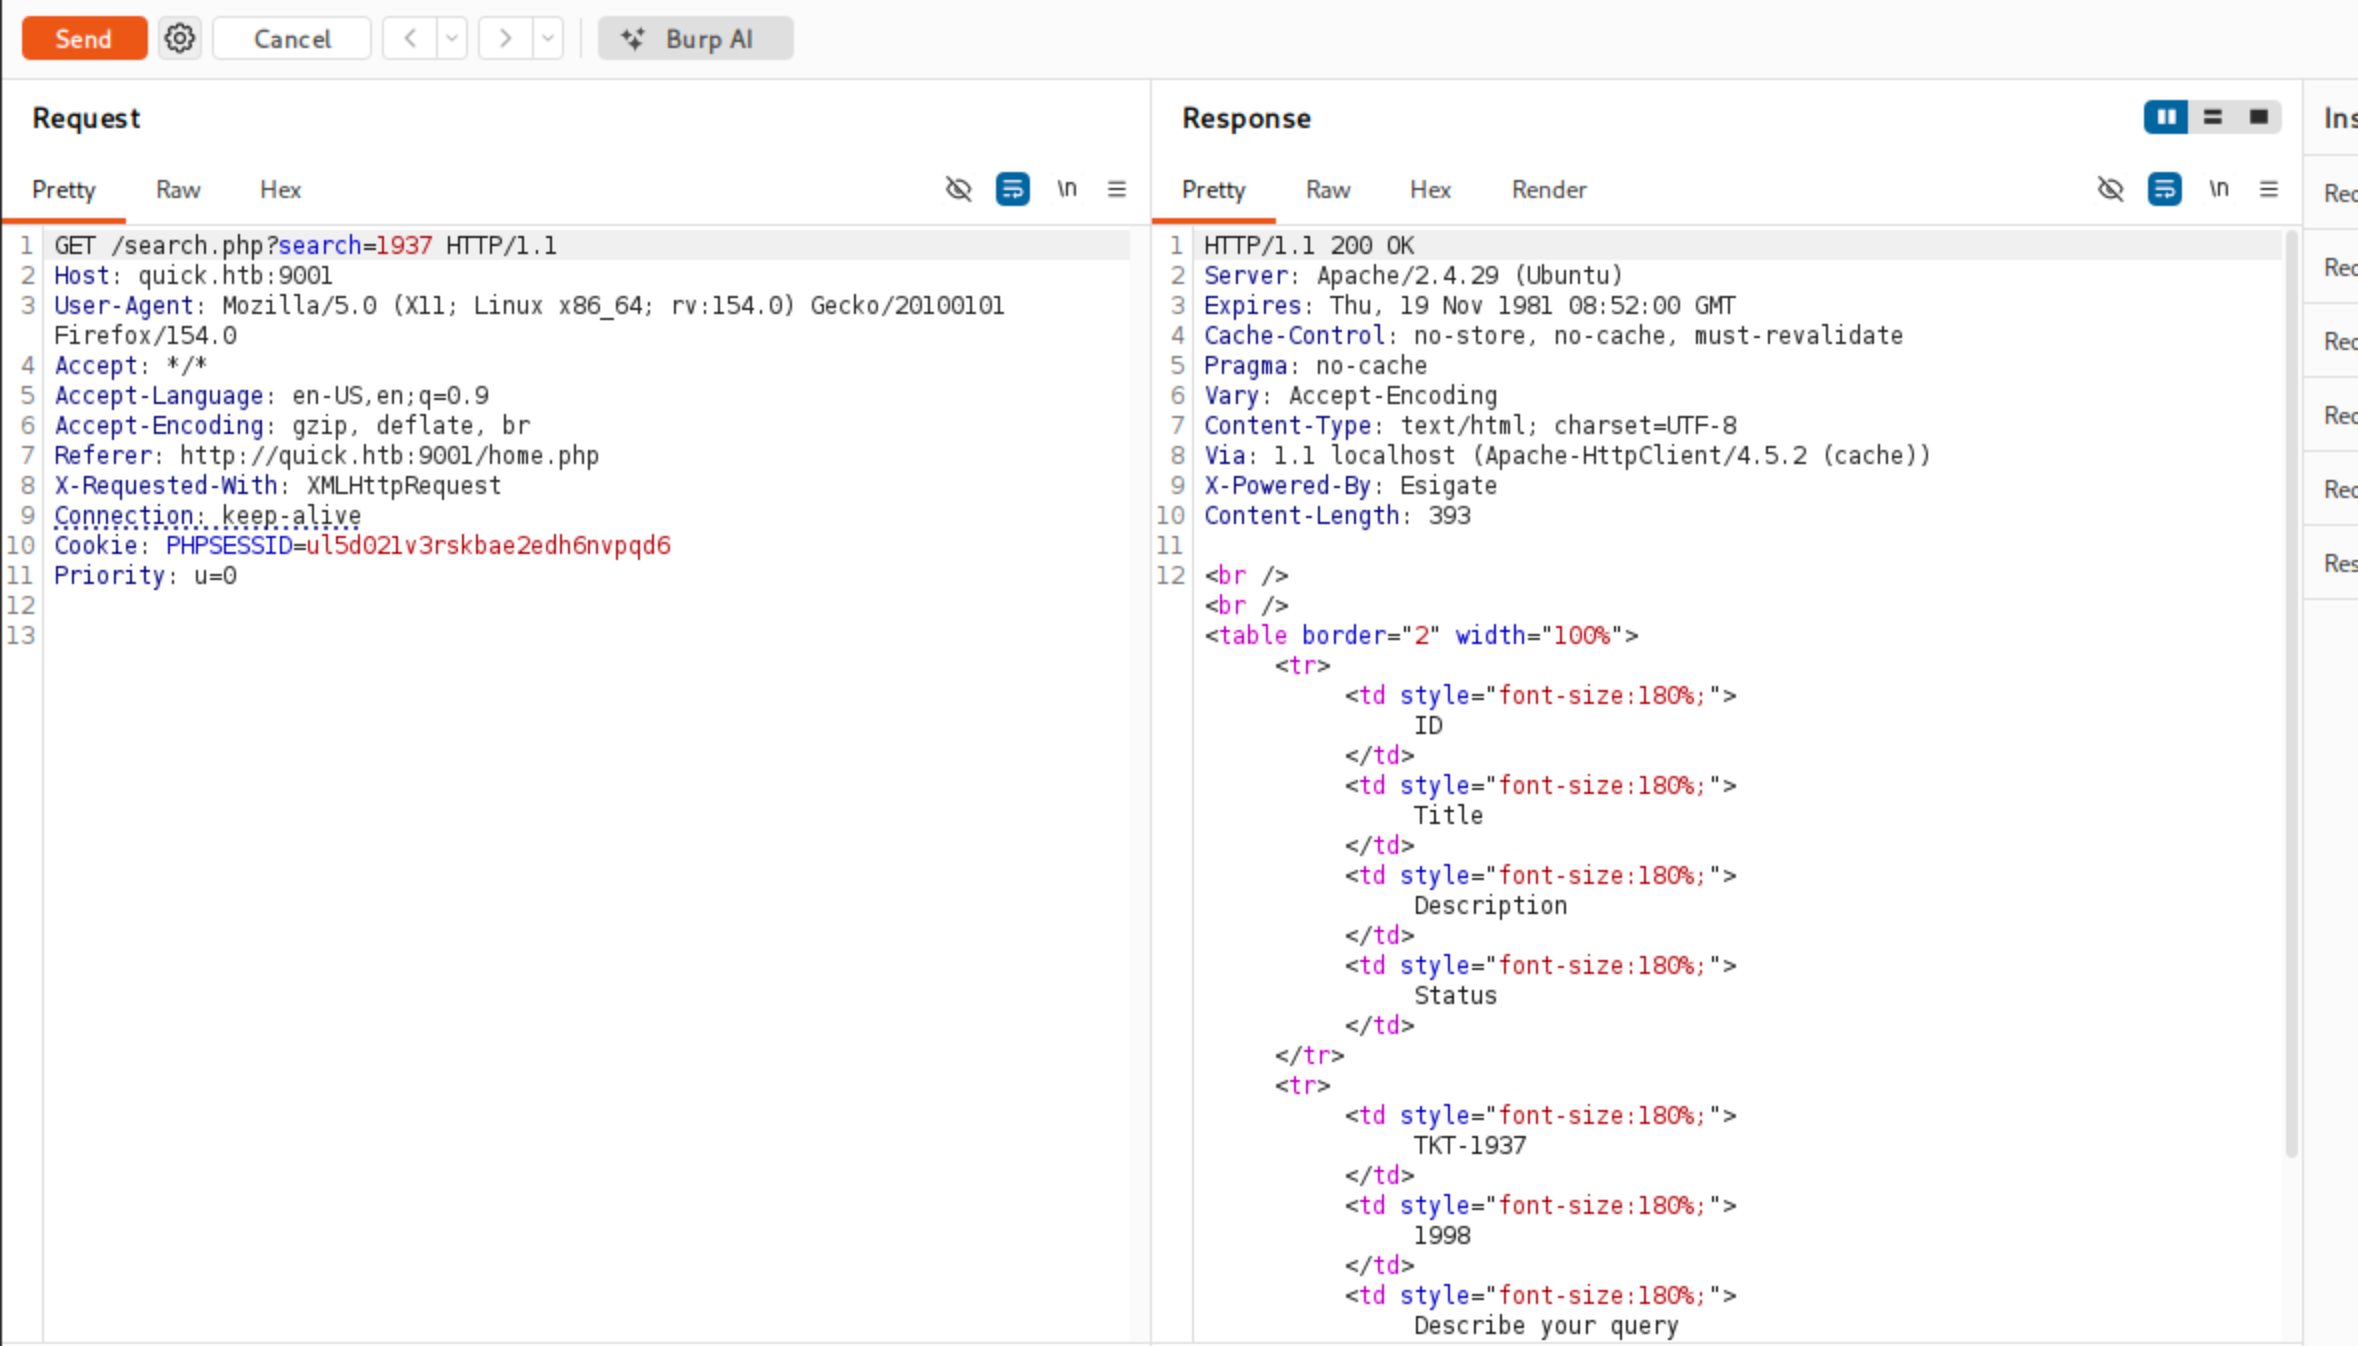 Send
Cancel
Burp AI
Request
Pretty Raw Hex
\n
1 GET /search.php?search=1937 HTTP/1.1
2 Host: quick.htb:9001
3 User-Agent: Mozilla/5.0 (X11; Linux x86_64; rv:154.0) Gecko/20100101
Firefox/154.0
4 Accept: */*
5 Accept-Language: en-US,en;q=0.9
6 Accept-Encoding: gzip, deflate, br
7 Referer: http://quick.htb:9001/home.php
8 X-Requested-With: XMLHttpRequest
9 Connection: keep-alive
10 Cookie: PHPSESSID=ul5d021v3rskbae2edh6nvpqd6
11 Priority: u=0
12
13
Response
Pretty Raw Hex Render
\n
1 HTTP/1.1 200 OK
2 Server: Apache/2.4.29 (Ubuntu)
3 Expires: Thu, 19 Nov 1981 08:52:00 GMT
4 Cache-Control: no-store, no-cache, must-revalidate
5 Pragma: no-cache
6 Vary: Accept-Encoding
7 Content-Type: text/html; charset=UTF-8
8 Via: 1.1 localhost (Apache-HttpClient/4.5.2 (cache))
9 X-Powered-By: Esigate
10 Content-Length: 393
11
12 <br />
<br />
<table border="2" width="100%">
<tr>
<td style="font-size:180%;">
ID
</td>
<td style="font-size:180%;">
Title
</td>
<td style="font-size:180%;">
Description
</td>
<td style="font-size:180%;">
Status
</td>
</tr>
<tr>
<td style="font-size:180%;">
TKT-1937
</td>
<td style="font-size:180%;">
1998
</td>
<td style="font-size:180%;">
Describe your query
Ins
Rec
Rec
Rec
Rec
Rec
Res